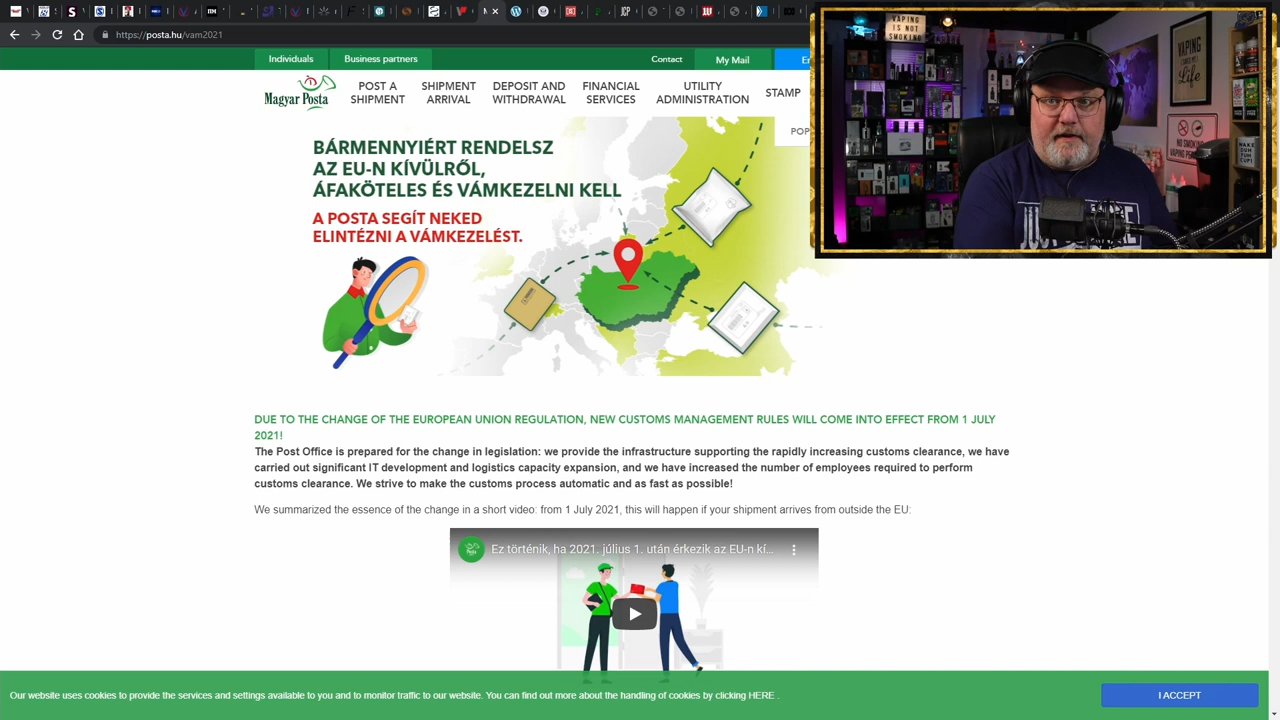 https://posta.hu/vam2021
Individuals
Business partners
Contact
My Mail
Magyar Posta
POST A
SHIPMENT
SHIPMENT
ARRIVAL
DEPOSIT AND
WITHDRAWAL
FINANCIAL
SERVICES
UTILITY
ADMINISTRATION
STAMP
POP
BÁRMENNYIÉRT RENDELSZ
AZ EU-N KÍVÜLRŐL,
ÁFAKÖTELES ÉS VÁMKEZELNI KELL
A POSTA SEGÍT NEKED
ELINTÉZNI A VÁMKEZELÉST.
VAPING
IS NOT
SMOKING
VAPING
Life
NO SMOKING
DUE TO THE CHANGE OF THE EUROPEAN UNION REGULATION, NEW CUSTOMS MANAGEMENT RULES WILL COME INTO EFFECT FROM 1 JULY
2021!
The Post Office is prepared for the change in legislation: we provide the infrastructure supporting the rapidly increasing customs clearance, we have
carried out significant IT development and logistics capacity expansion, and we have increased the number of employees required to perform
customs clearance. We strive to make the customs process automatic and as fast as possible!
We summarized the essence of the change in a short video: from 1 July 2021, this will happen if your shipment arrives from outside the EU:
Ez történik, ha 2021. július 1. után érkezik az EU-n kí...
Our website uses cookies to provide the services and settings available to you and to monitor traffic to our website. You can find out more about the handling of cookies by clicking HERE .
I ACCEPT